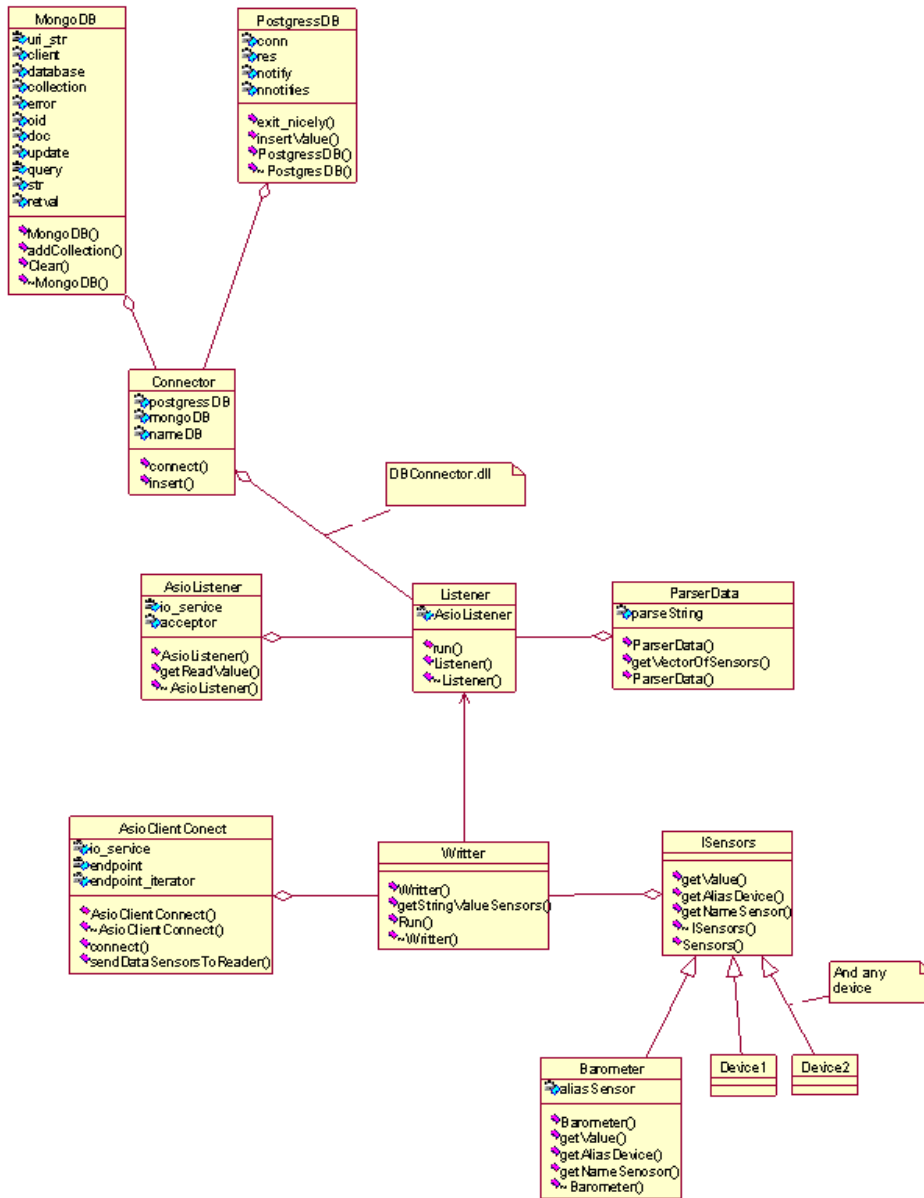 MongoDB
uri_str
client
database
collection
error
oid
doc
update
query
str
retval
MongoDB()
addCollection()
Clear()
~MongoDB()
PostgressDB
conn
res
notify
nnotifies
exit_nicely()
insertValue()
PostgressDB()
~ PostgresDB()
Connector
postgressDB
mongoDB
nameDB
connect()
insert()
DBConnector.dll
AsioListener
io_service
acceptor
AsioListener()
getReadValue()
~ AsioListener()
Listener
AsioListener
run()
Listener()
~ Listener()
ParserData
parseString
ParserData()
getVectorOfSensors()
ParserData()
AsioClientConect
io_service
endpoint
endpoint_iterator
AsioClientConnect()
~ AsioClientConnect()
connect()
sendDataSensorsToReader()
Writter
Writter()
getStringValueSensors()
Run()
~Writter()
ISensors
getValue()
getAliasDevice()
getNameSensor()
~ ISensors()
Sensors()
And any
device
Barometer
aliasSensor
Barometer()
getValue()
getAliasDevice()
getNameSenosor()
~ Barometer()
Device1
Device2